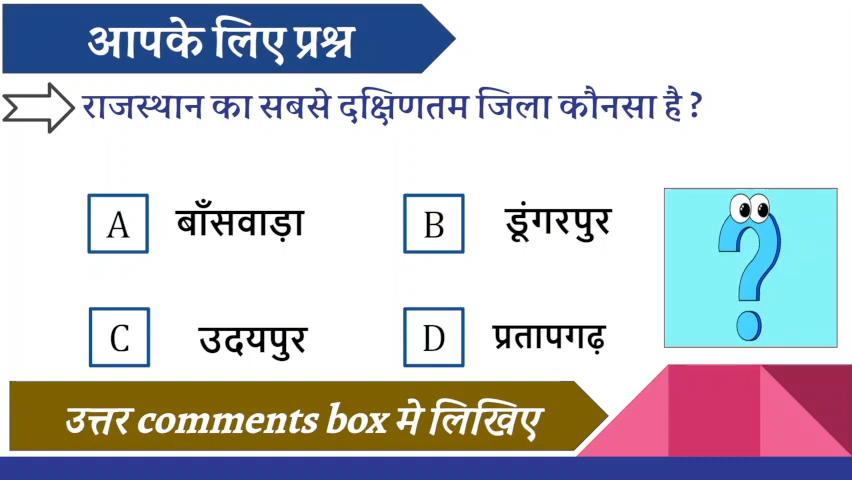 आपके लिए प्रश्न
राजस्थान का सबसे दक्षिणतम जिला कौनसा है ?
A बाँसवाड़ा
B डूंगरपुर
C उदयपुर
D प्रतापगढ़
उत्तर comments box मे लिखिए